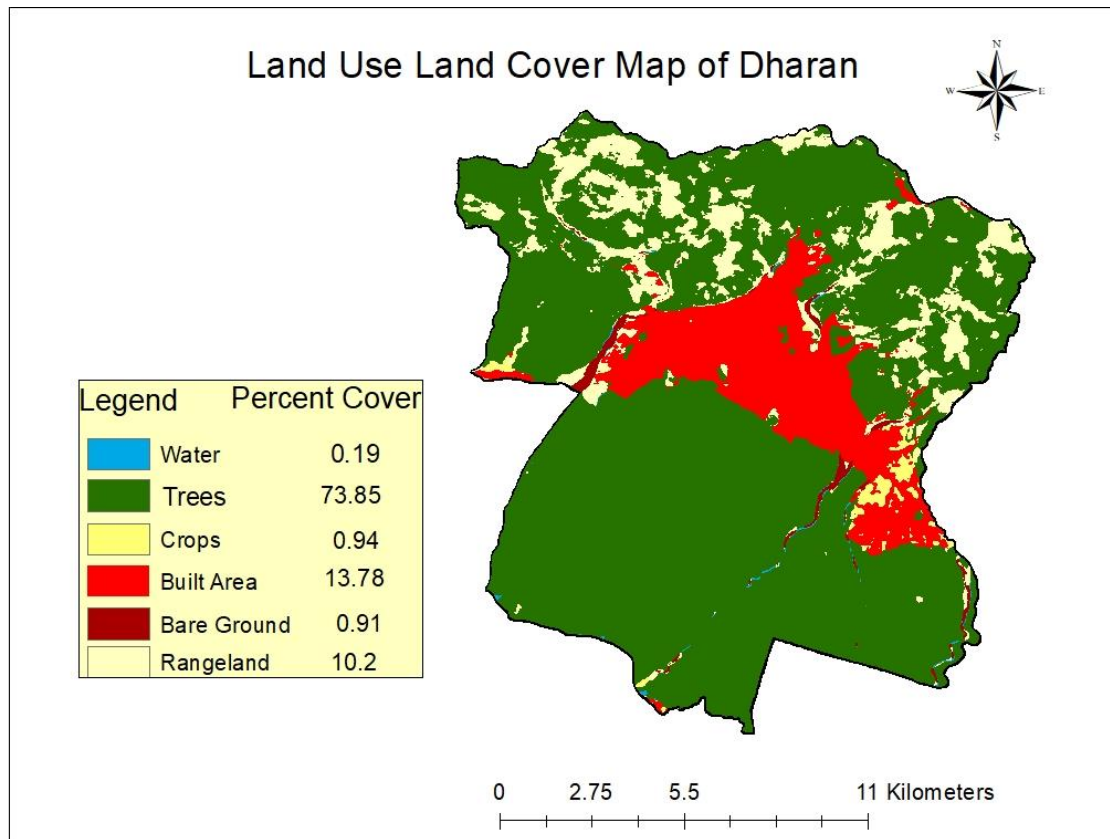 Land Use Land Cover Map of Dharan
N
W E
S
Legend Percent Cover
Water 0.19
Trees 73.85
Crops 0.94
Built Area 13.78
Bare Ground 0.91
Rangeland 10.2
0 2.75 5.5 11 Kilometers